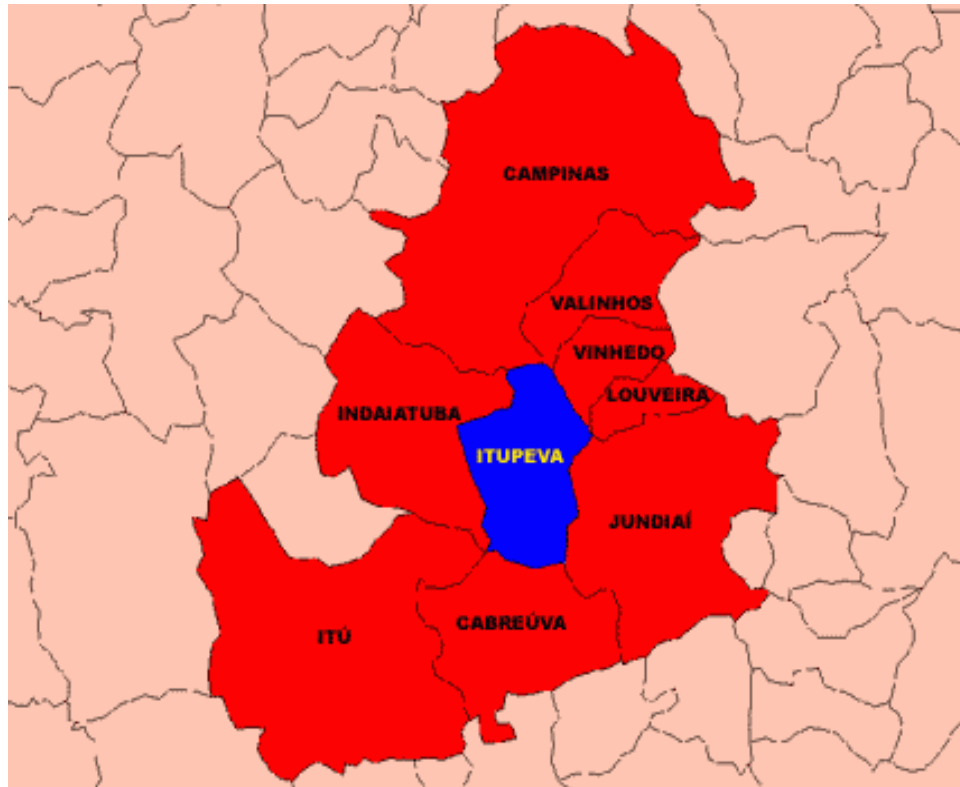 CAMPINAS
VALINHOS
VINHEDO
LOUVEIRA
INDAIATUBA
ITUPEVA
JUNDIAÍ
CABREÚVA
ITÚ